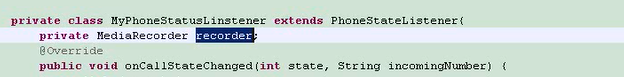 private class MyPhoneStatusLinstener extends PhoneStateListener{
private MediaRecorder recorder;
@Override
public void onCallStateChanged(int state, String incomingNumber) {